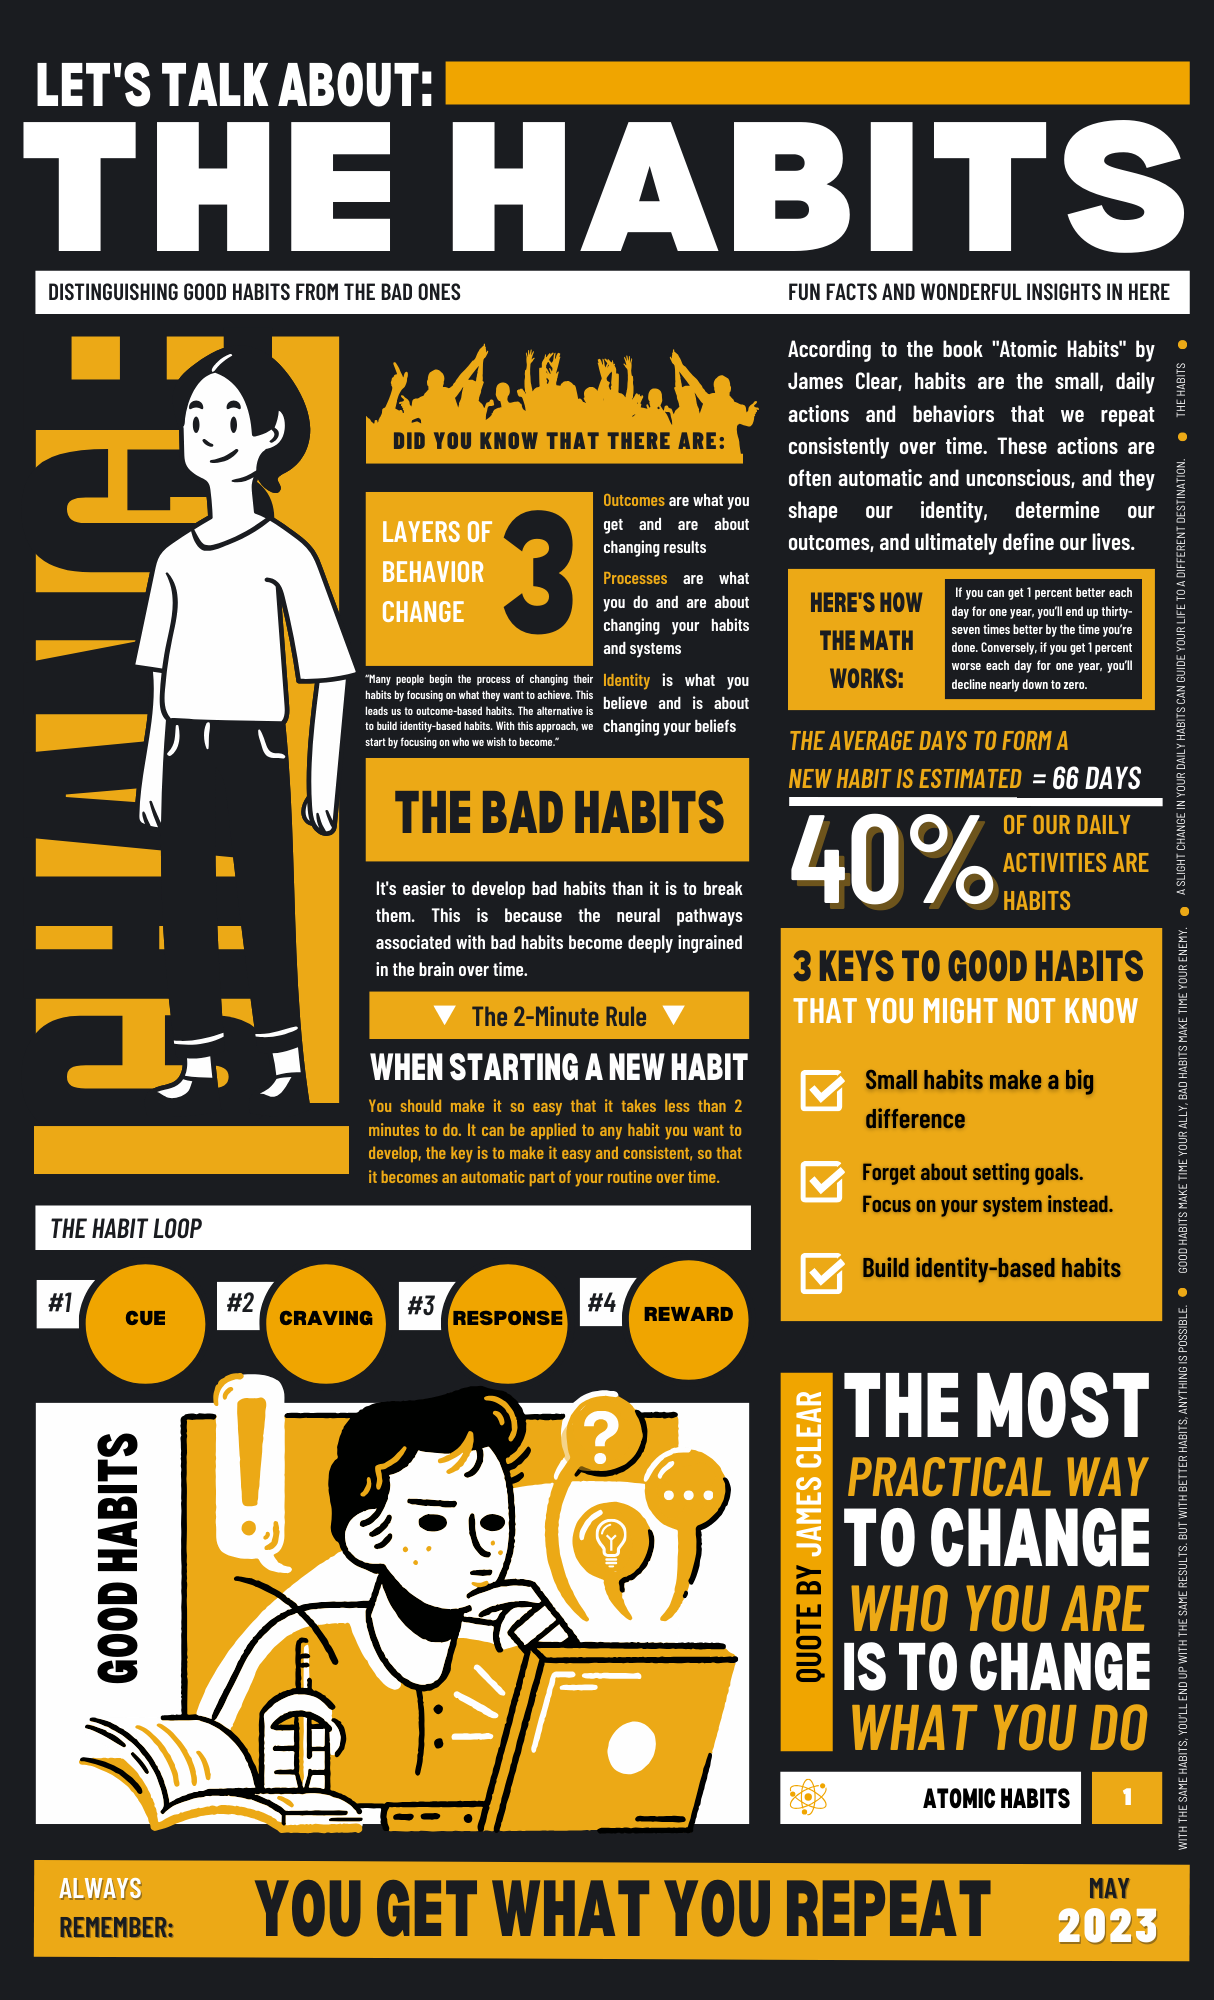 LET'S TALK ABOUT:
THE HABITS
DISTINGUISHING GOOD HABITS FROM THE BAD ONES
FUN FACTS AND WONDERFUL INSIGHTS IN HERE
CHANGE
DID YOU KNOW THAT THERE ARE:
LAYERS OF
BEHAVIOR
CHANGE
3
Outcomes are what you
get and are about
changing results
Processes are what
you do and are about
changing your habits
and systems
Identity is what you
believe and is about
changing your beliefs
"Many people begin the process of changing their
habits by focusing on what they want to achieve. This
leads us to outcome-based habits. The alternative is
to build identity-based habits. With this approach, we
start by focusing on who we wish to become."
THE BAD HABITS
It's easier to develop bad habits than it is to break
them. This is because the neural pathways
associated with bad habits become deeply ingrained
in the brain over time.
The 2-Minute Rule
WHEN STARTING A NEW HABIT
You should make it so easy that it takes less than 2
minutes to do. It can be applied to any habit you want to
develop, the key is to make it easy and consistent, so that
it becomes an automatic part of your routine over time.
THE HABIT LOOP
#1
CUE
#2
CRAVING
#3
RESPONSE
#4
REWARD
GOOD HABITS
?
According to the book "Atomic Habits" by
James Clear, habits are the small, daily
actions and behaviors that we repeat
consistently over time. These actions are
often automatic and unconscious, and they
shape our identity, determine our
outcomes, and ultimately define our lives.
HERE'S HOW
THE MATH
WORKS:
If you can get 1 percent better each
day for one year, you'll end up thirty-
seven times better by the time you're
done. Conversely, if you get 1 percent
worse each day for one year, you'll
decline nearly down to zero.
THE AVERAGE DAYS TO FORM A
NEW HABIT IS ESTIMATED = 66 DAYS
40%
OF OUR DAILY
ACTIVITIES ARE
HABITS
3 KEYS TO GOOD HABITS
THAT YOU MIGHT NOT KNOW
Small habits make a big
difference
Forget about setting goals.
Focus on your system instead.
Build identity-based habits
QUOTE BY JAMES CLEAR
THE MOST
PRACTICAL WAY
TO CHANGE
WHO YOU ARE
IS TO CHANGE
WHAT YOU DO
ATOMIC HABITS
1
WITH THE SAME HABITS, YOU'LL END UP WITH THE SAME RESULTS. BUT WITH BETTER HABITS, ANYTHING IS POSSIBLE. ● GOOD HABITS MAKE TIME YOUR ALLY, BAD HABITS MAKE TIME YOUR ENEMY. ● A SLIGHT CHANGE IN YOUR DAILY HABITS CAN GUIDE YOUR LIFE TO A DIFFERENT DESTINATION. ● THE HABITS ●
ALWAYS
REMEMBER:
YOU GET WHAT YOU REPEAT
MAY
2023